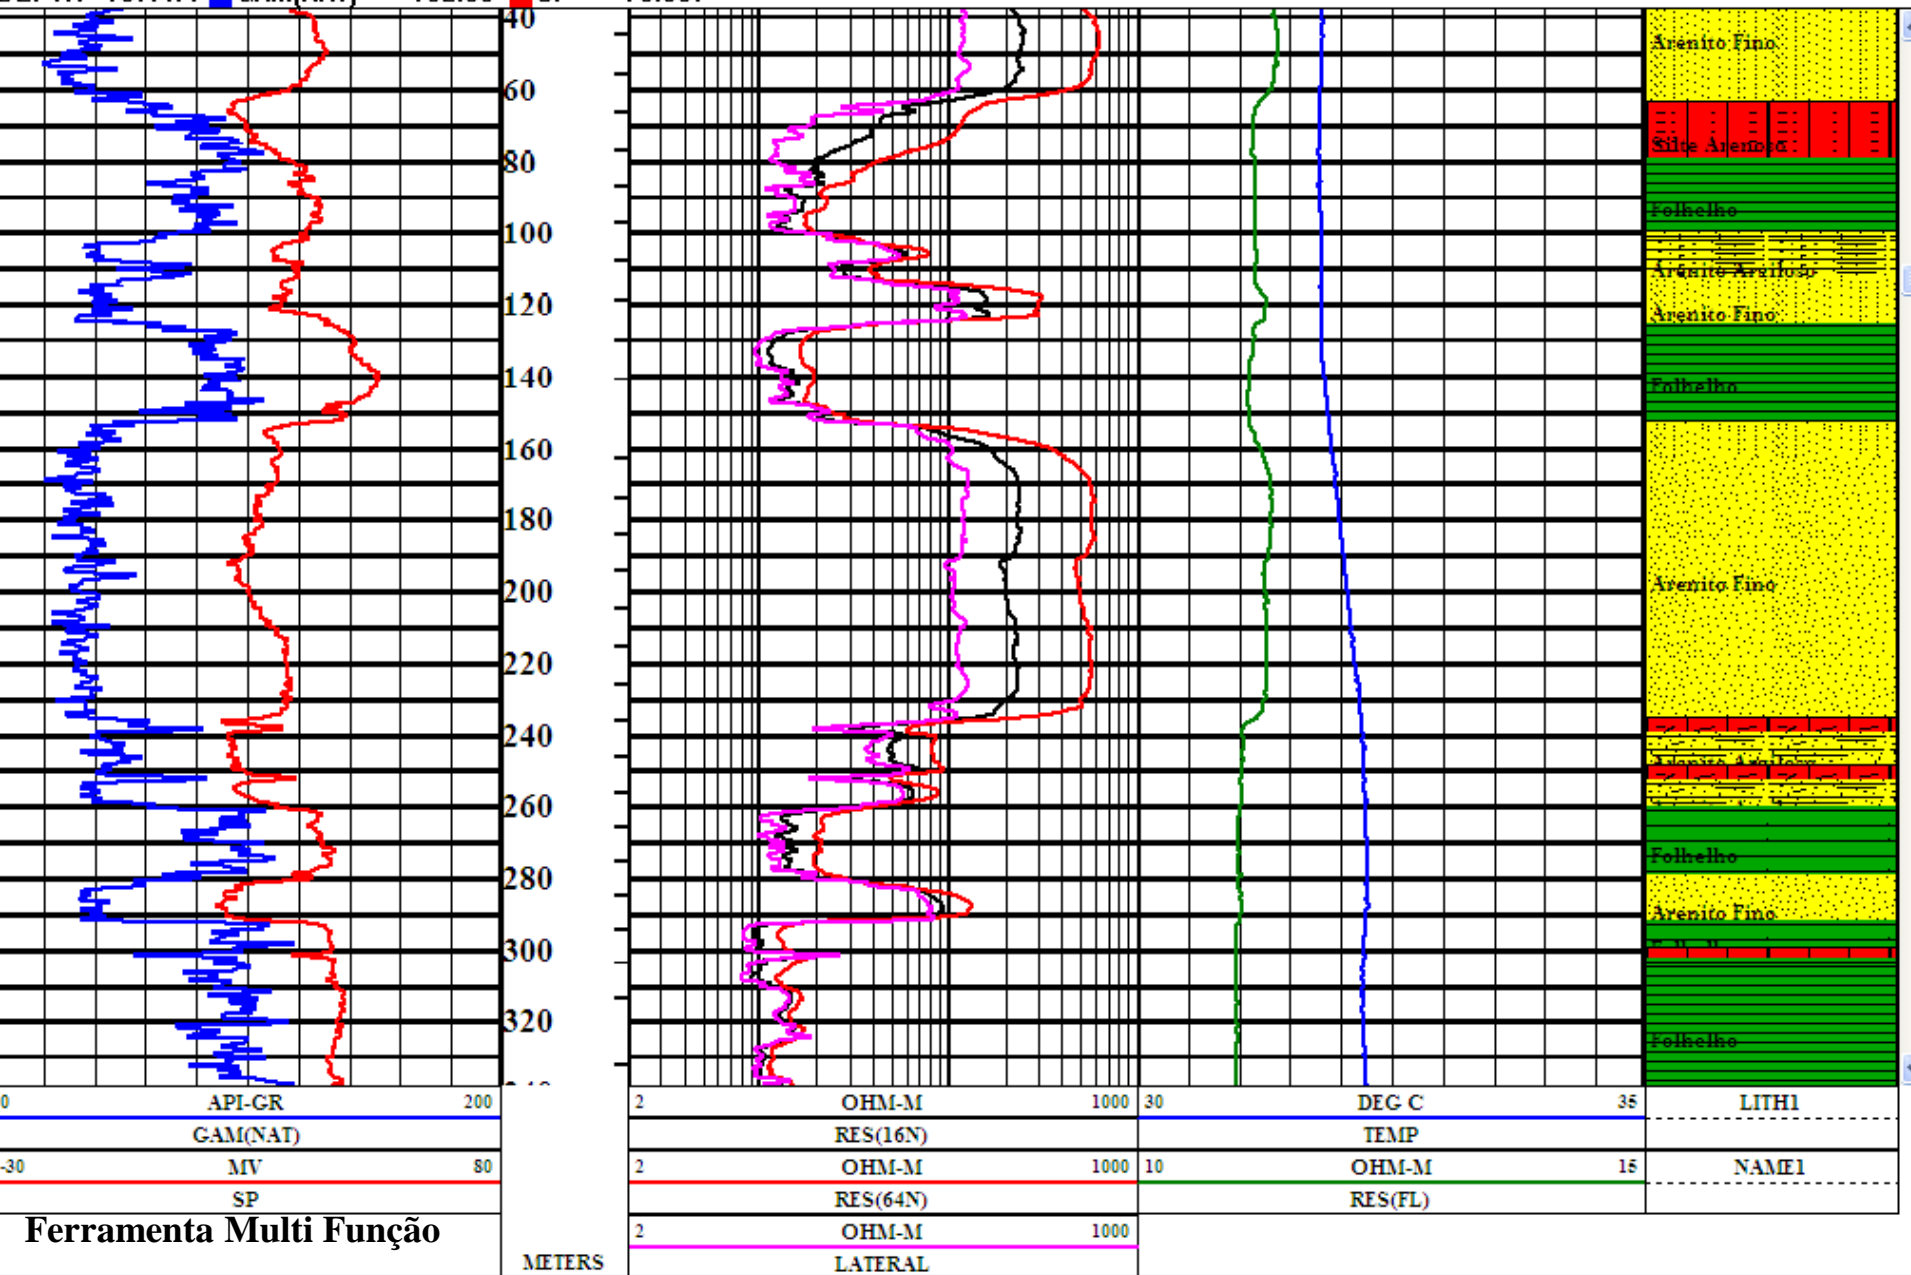 40
60
80
100
120
140
160
180
200
220
240
260
280
300
320
Arenito Fino
Silte Arenoso
Folhelho
Arenito Argiloso
Arenito Fino
Folhelho
Arenito Fino
Arenito Argiloso
Folhelho
Arenito Fino
Folhelho
0 API-GR 200
GAM(NAT)
-30 MV 80
SP
Ferramenta Multi Função
METERS
2 OHM-M 1000
RES(16N)
2 OHM-M 1000
RES(64N)
2 OHM-M 1000
LATERAL
30 DEG C 35
TEMP
10 OHM-M 15
RES(FL)
LITH1
NAME1